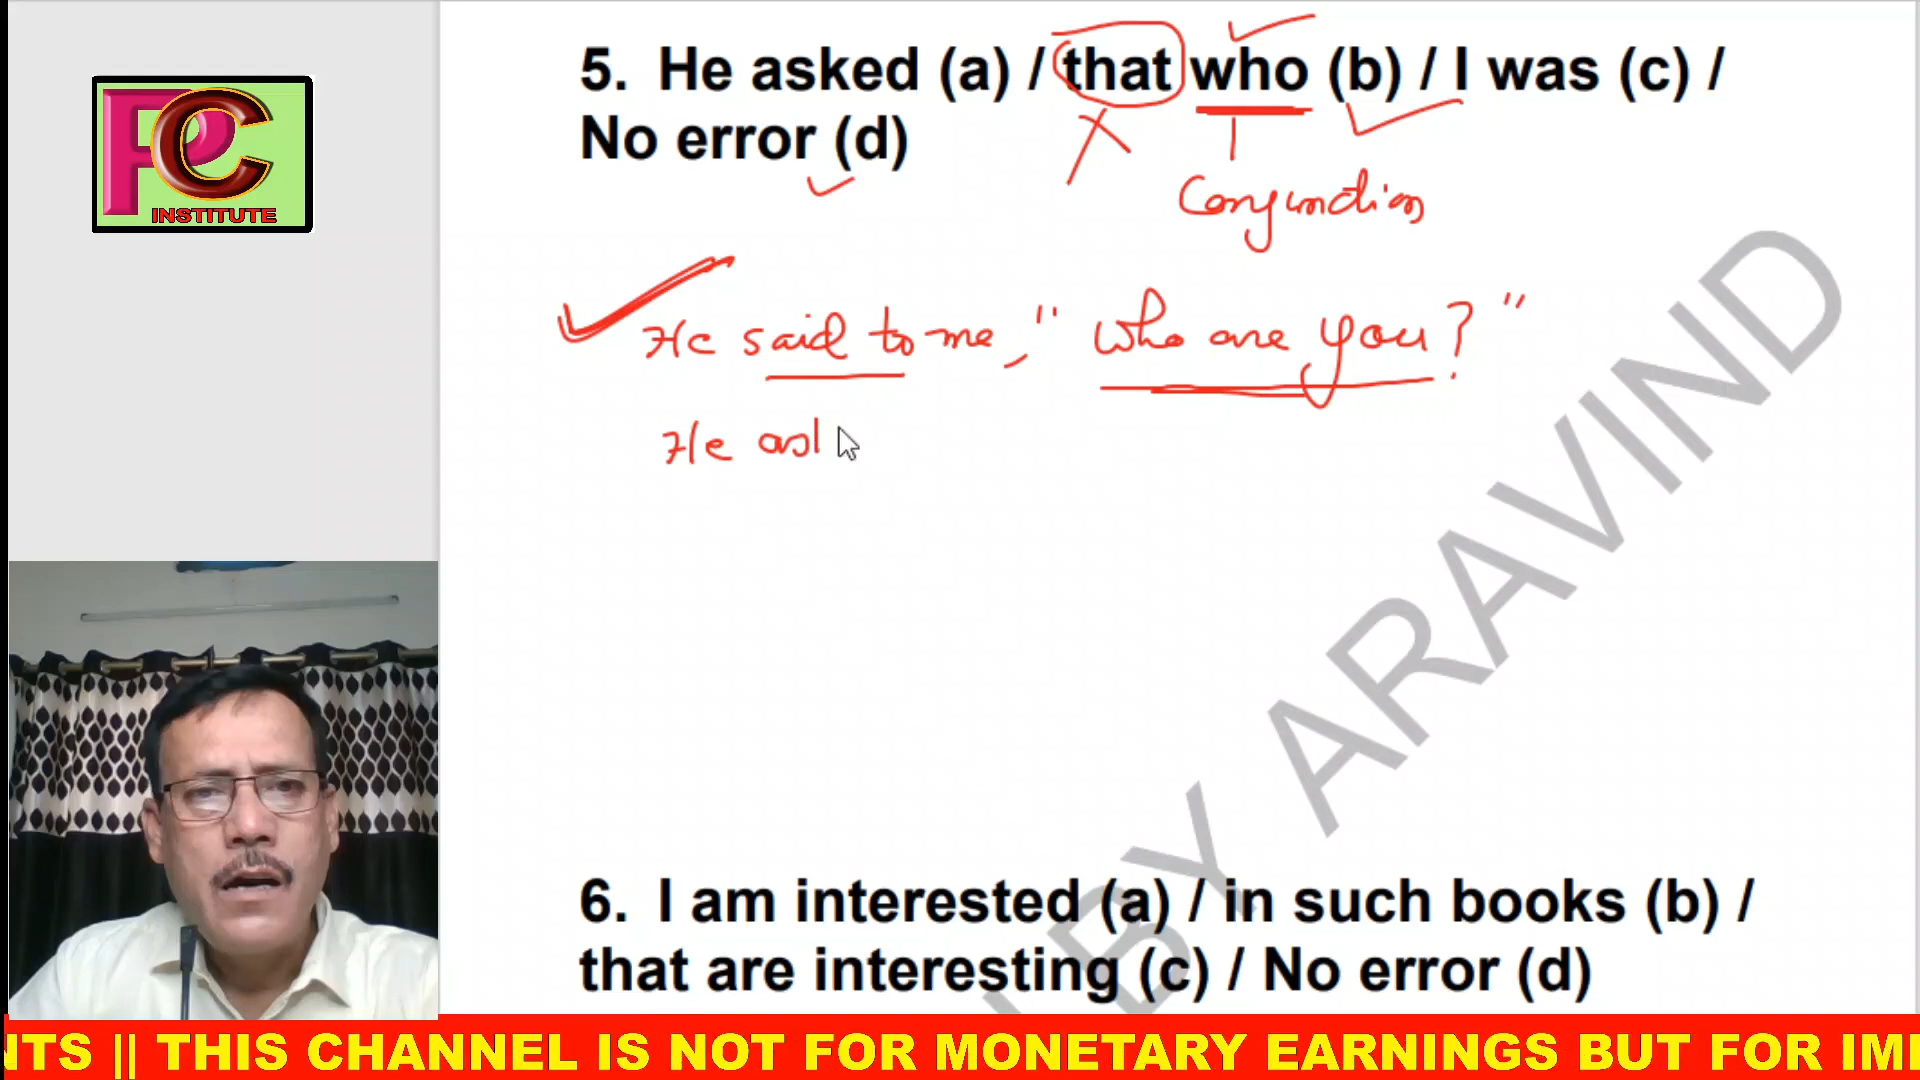 5. He asked (a) / that who (b) / I was (c) /
No error (d)
Conjunction
He said to me, "Who are you?"
He ask
6. I am interested (a) / in such books (b) /
that are interesting (c) / No error (d)
PC
INSTITUTE
BY ARAVIND
NTS || THIS CHANNEL IS NOT FOR MONETARY EARNINGS BUT FOR IM